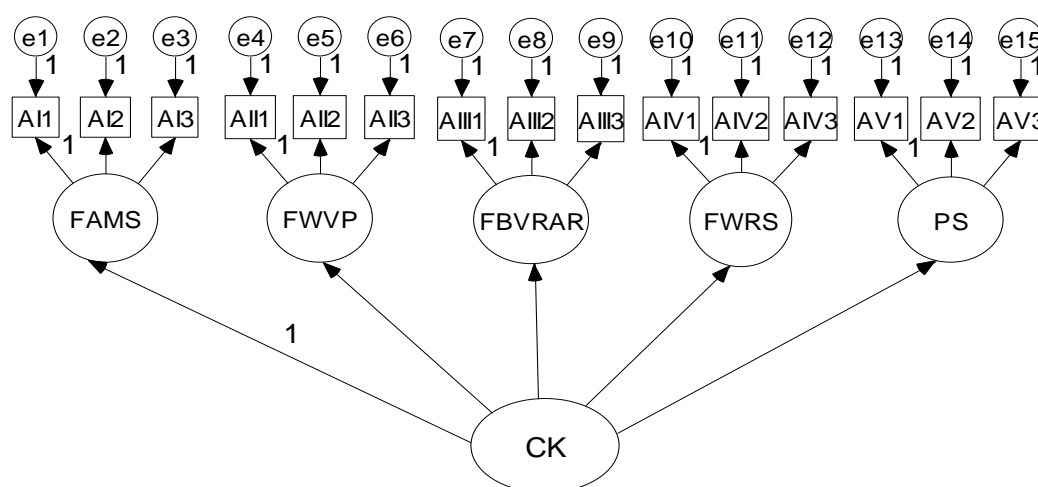 e1 e2 e3 e4 e5 e6 e7 e8 e9 e10 e11 e12 e13 e14 e15
1 1 1 1 1 1 1 1 1 1 1 1 1 1 1
AI1 AI2 AI3 AII1 AII2 AII3 AIII1 AIII2 AIII3 AIV1 AIV2 AIV3 AV1 AV2 AV3
1 1 1 1 1
FAMS FWVP FBVRAR FWRS PS
1
CK